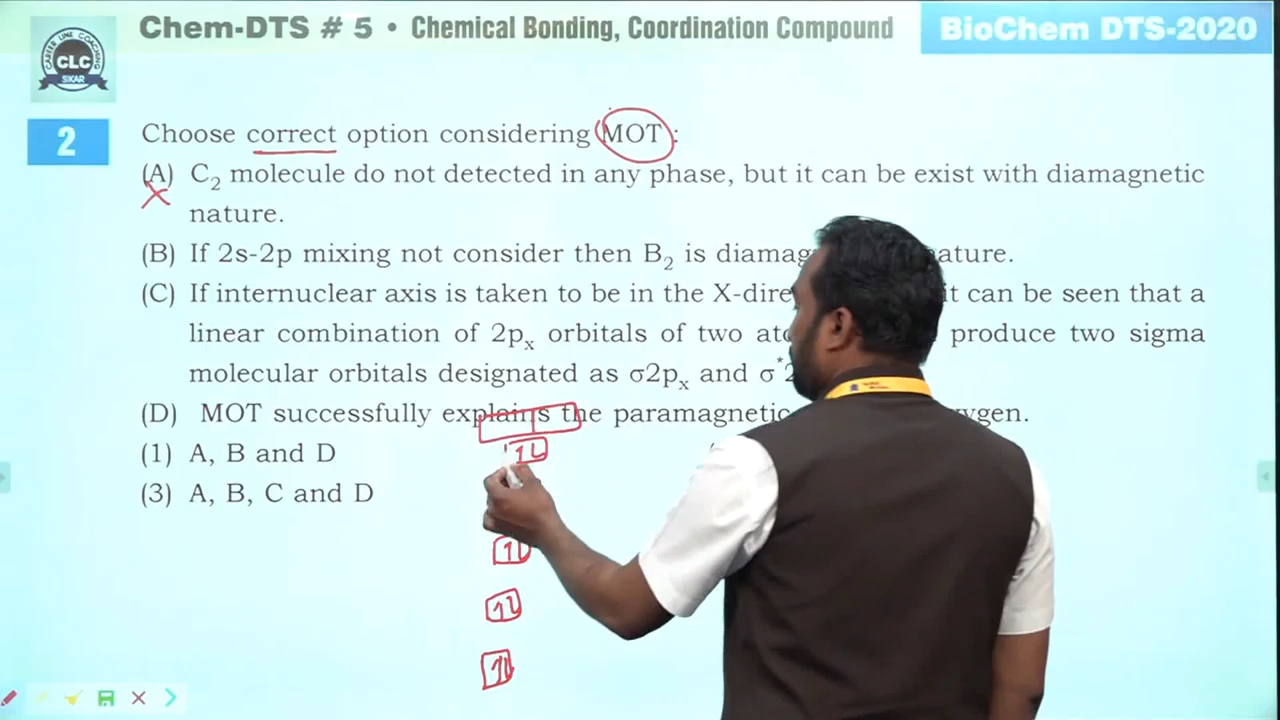 Chem-DTS # 5 • Chemical Bonding, Coordination Compound
BioChem DTS-2020
CAREER LINE COACHING
CLC
SIKAR
2
Choose correct option considering MOT :
(A) C₂ molecule do not detected in any phase, but it can be exist with diamagnetic
nature.
(B) If 2s-2p mixing not consider then B₂ is diamag nature.
(C) If internuclear axis is taken to be in the X-dire it can be seen that a
linear combination of 2pₓ orbitals of two ato produce two sigma
molecular orbitals designated as σ2pₓ and σ*2
(D) MOT successfully explains the paramagnetic ygen.
(1) A, B and D
(3) A, B, C and D